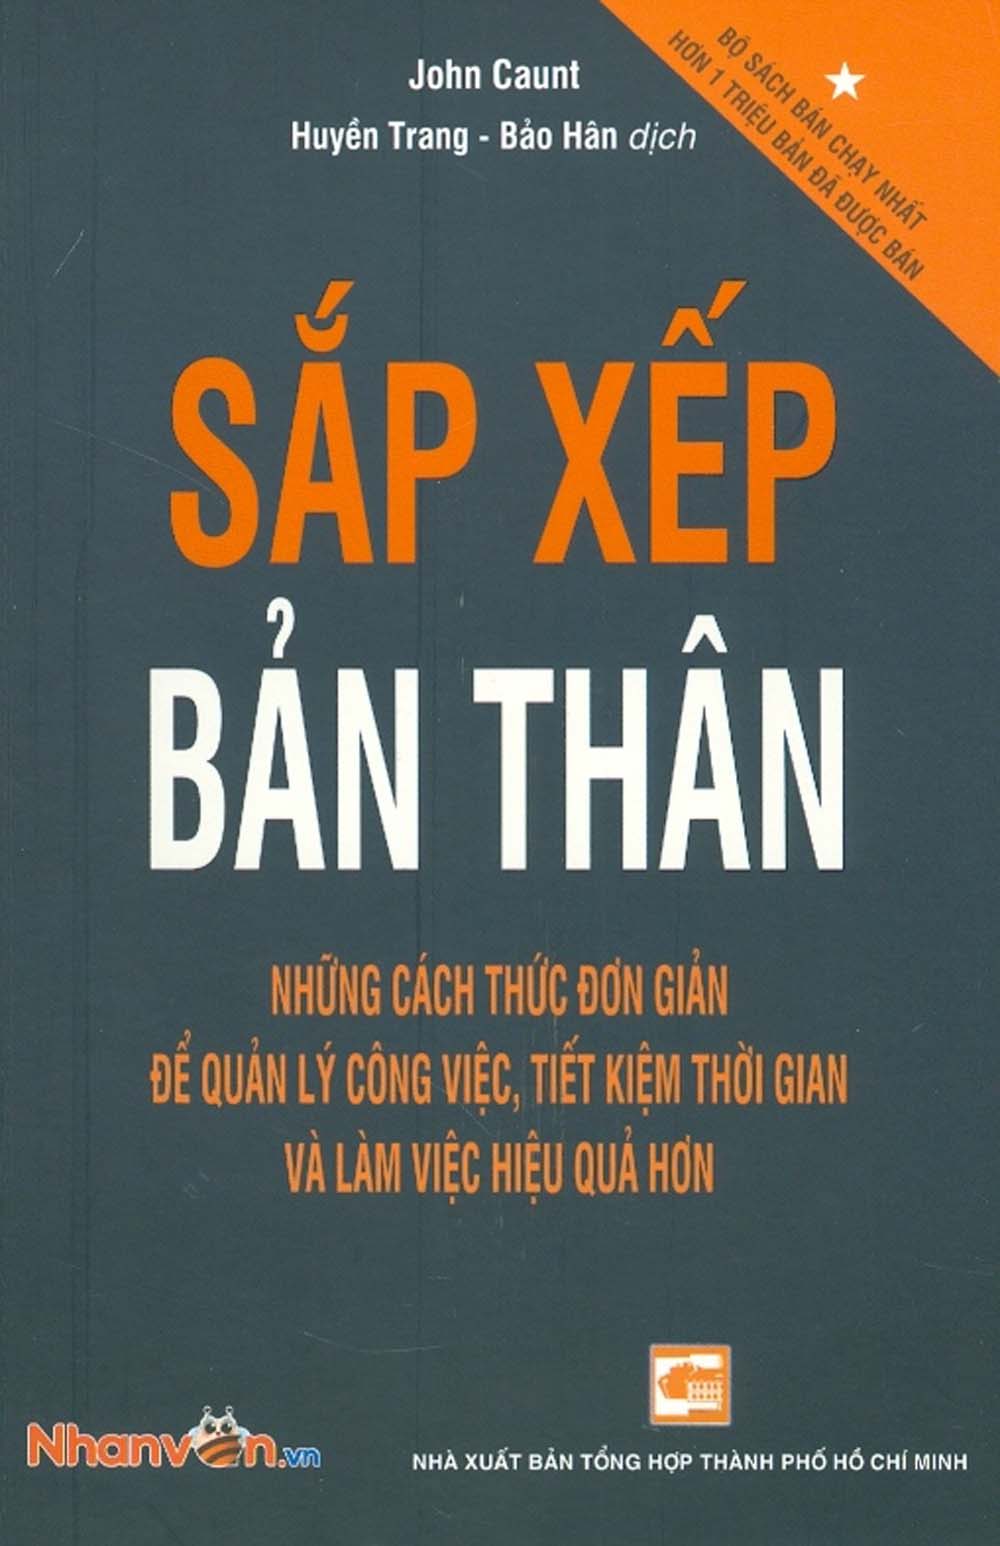 John Caunt
Huyền Trang - Bảo Hân dịch
BỘ SÁCH BÁN CHẠY NHẤT
HƠN 1 TRIỆU BẢN ĐÃ ĐƯỢC BÁN
SẮP XẾP
BẢN THÂN
NHỮNG CÁCH THỨC ĐƠN GIẢN
ĐỂ QUẢN LÝ CÔNG VIỆC, TIẾT KIỆM THỜI GIAN
VÀ LÀM VIỆC HIỆU QUẢ HƠN
Nhanvăn.vn
NHÀ XUẤT BẢN TỔNG HỢP THÀNH PHỐ HỒ CHÍ MINH